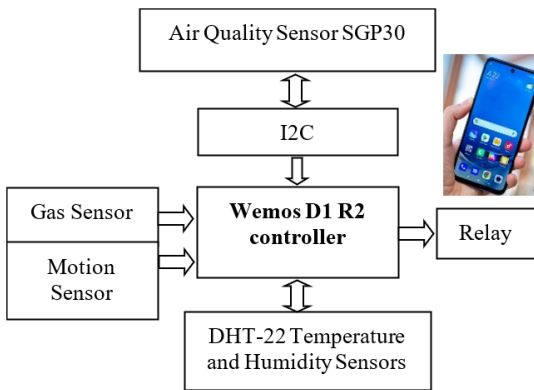 Air Quality Sensor SGP30
I2C
Gas Sensor
Motion
Sensor
Wemos D1 R2
controller
Relay
DHT-22 Temperature
and Humidity Sensors